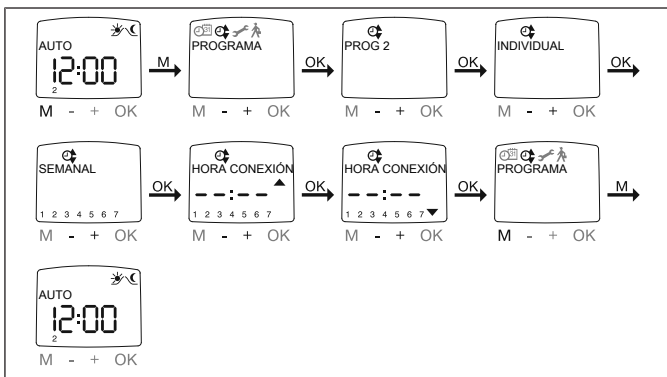 AUTO
12:00
2
M - + OK
M
31
PROGRAMA
M - + OK
OK
PROG 2
M - + OK
OK
INDIVIDUAL
M - + OK
OK
SEMANAL
1 2 3 4 5 6 7
M - + OK
OK
HORA CONEXIÓN
--:--
1 2 3 4 5 6 7
M - + OK
OK
HORA CONEXIÓN
--:--
1 2 3 4 5 6 7
M - + OK
OK
31
PROGRAMA
M - + OK
M
AUTO
12:00
2
M - + OK